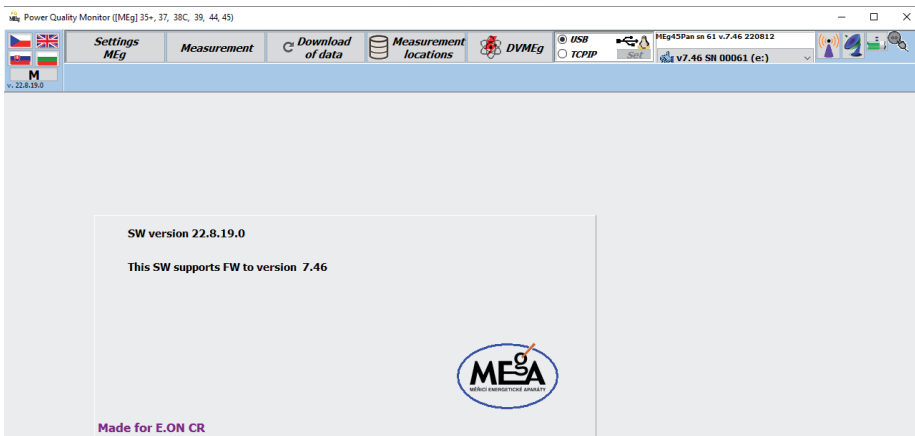 Power Quality Monitor ([MEg] 35+, 37, 38C, 39, 44, 45)
Settings
MEg
Measurement
Download
of data
Measurement
locations
DVMEg
USB
TCPIP
Set
MEg45Pan sn 61 v.7.46 220812
v7.46 SN 00061 (e:)
M
v. 22.8.19.0
SW version 22.8.19.0
This SW supports FW to version 7.46
MEgA
MĚŘICÍ ENERGETICKÉ APARÁTY
Made for E.ON CR